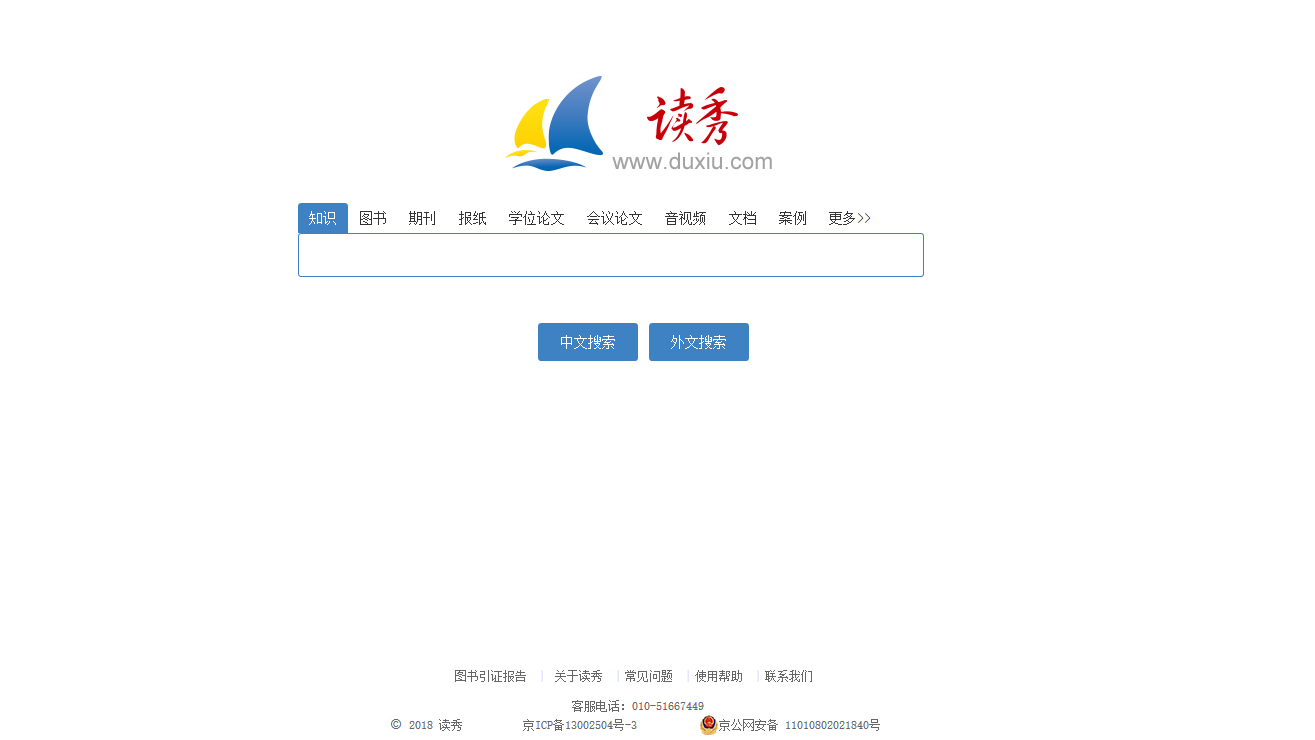 读秀
www.duxiu.com
知识 图书 期刊 报纸 学位论文 会议论文 音视频 文档 案例 更多>>
中文搜索 外文搜索
图书引证报告 | 关于读秀 | 常见问题 | 使用帮助 | 联系我们
客服电话：010-51667449
© 2018 读秀 京ICP备13002504号-3 京公网安备 11010802021840号